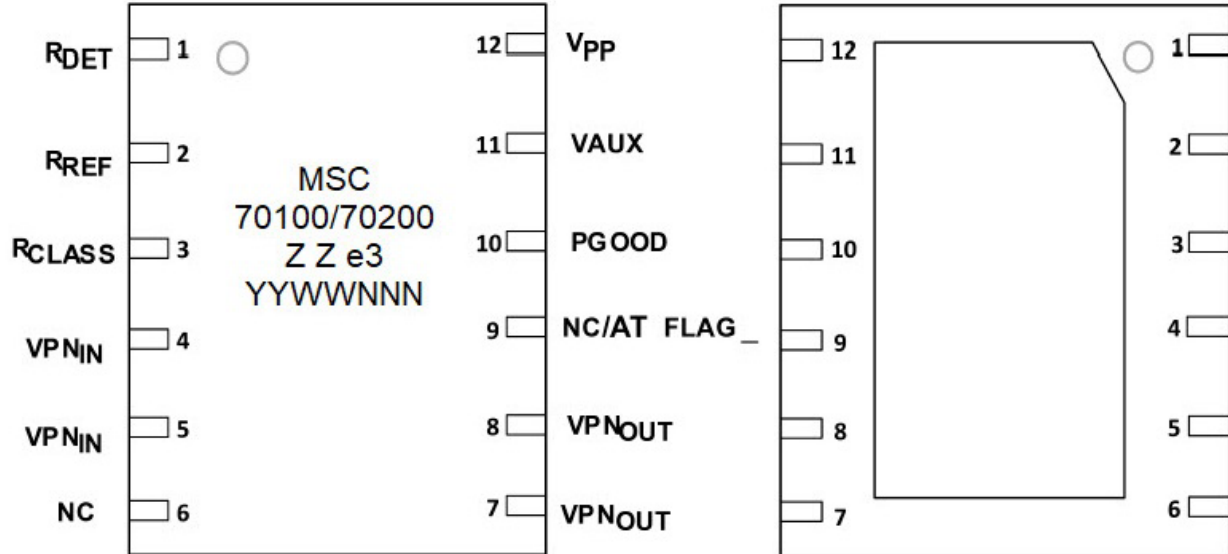 RDET 1 12 VPP 12 1
RREF 2 11 VAUX 11 2
MSC
70100/70200
RCLASS 3 10 PGOOD 10 3
Z Z e3
YYWWNNN
VPNIN 4 9 NC/AT FLAG_ 9 4
VPNIN 5 8 VPNOUT 8 5
NC 6 7 VPNOUT 7 6